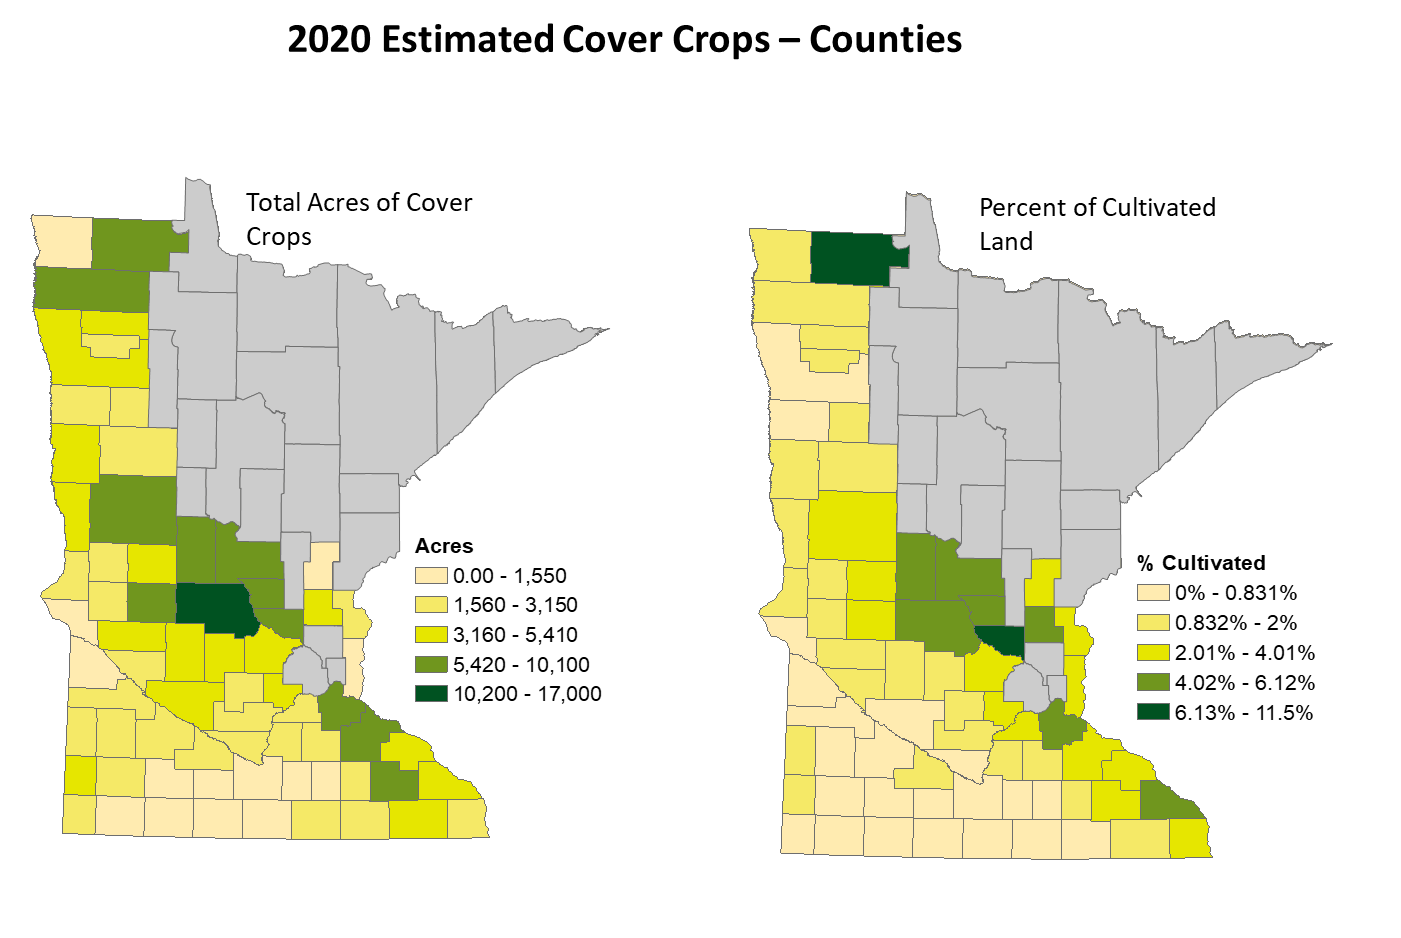 2020 Estimated Cover Crops – Counties
Total Acres of Cover
Crops
Acres
0.00 - 1,550
1,560 - 3,150
3,160 - 5,410
5,420 - 10,100
10,200 - 17,000
Percent of Cultivated
Land
% Cultivated
0% - 0.831%
0.832% - 2%
2.01% - 4.01%
4.02% - 6.12%
6.13% - 11.5%